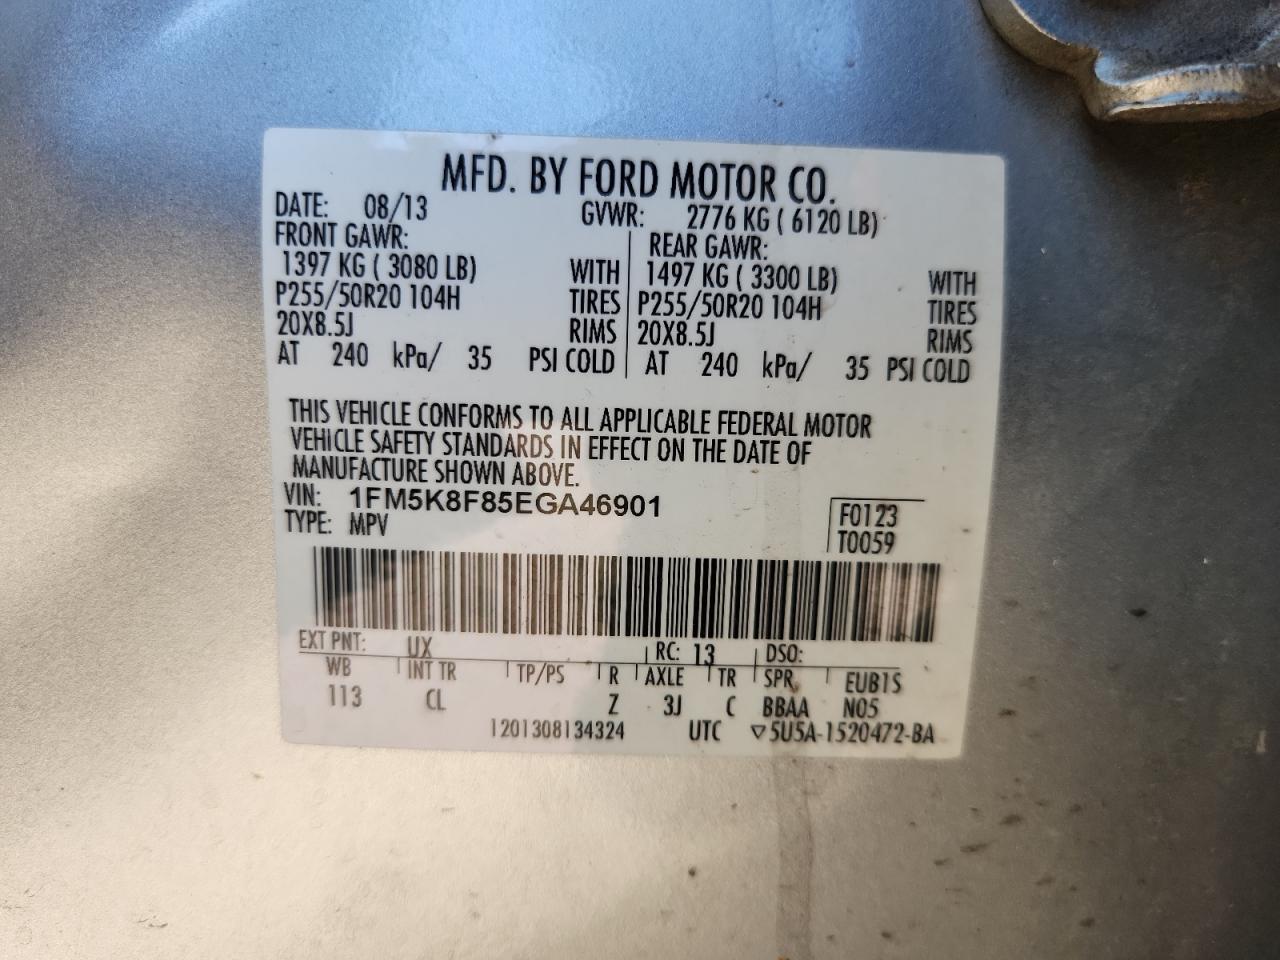 MFD. BY FORD MOTOR CO.
DATE: 08/13 GVWR: 2776 KG ( 6120 LB)
FRONT GAWR: REAR GAWR:
1397 KG ( 3080 LB) WITH 1497 KG ( 3300 LB) WITH
P255/50R20 104H TIRES P255/50R20 104H TIRES
20X8.5J RIMS 20X8.5J RIMS
AT 240 kPa/ 35 PSI COLD AT 240 kPa/ 35 PSI COLD
THIS VEHICLE CONFORMS TO ALL APPLICABLE FEDERAL MOTOR
VEHICLE SAFETY STANDARDS IN EFFECT ON THE DATE OF
MANUFACTURE SHOWN ABOVE.
VIN: 1FM5K8F85EGA46901
TYPE: MPV
F0123
T0059
EXT PNT: UX RC: 13 DSO:
WB INT TR TP/PS R AXLE TR SPR EUB1S
113 CL Z 3J C BBAA N05
1201308134324 UTC ▽5U5A-1520472-BA